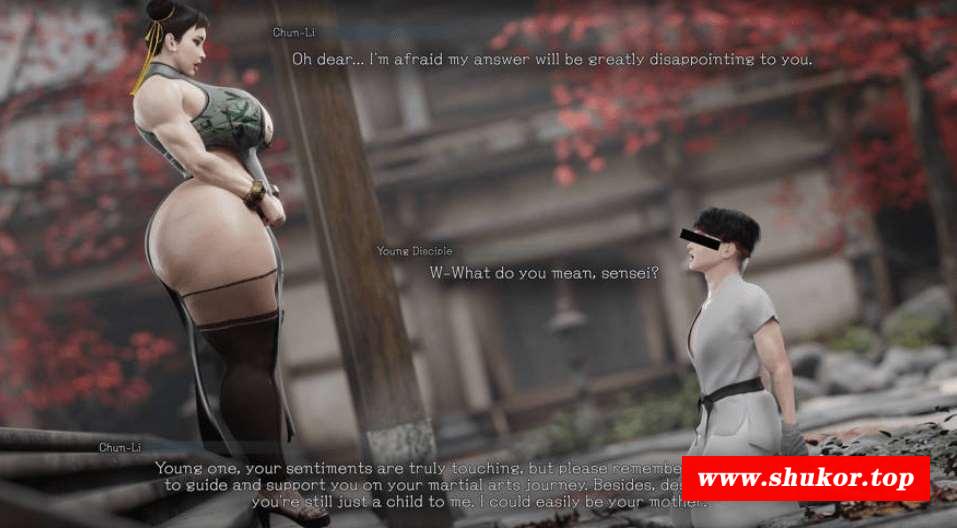 Chun-Li
Oh dear... I'm afraid my answer will be greatly disappointing to you.
Young Disciple
W-What do you mean, sensei?
Chun-Li
Young one, your sentiments are truly touching, but please remember
to guide and support you on your martial arts journey. Besides,
you're still just a child to me. I could easily be your mother.
www.shukor.top